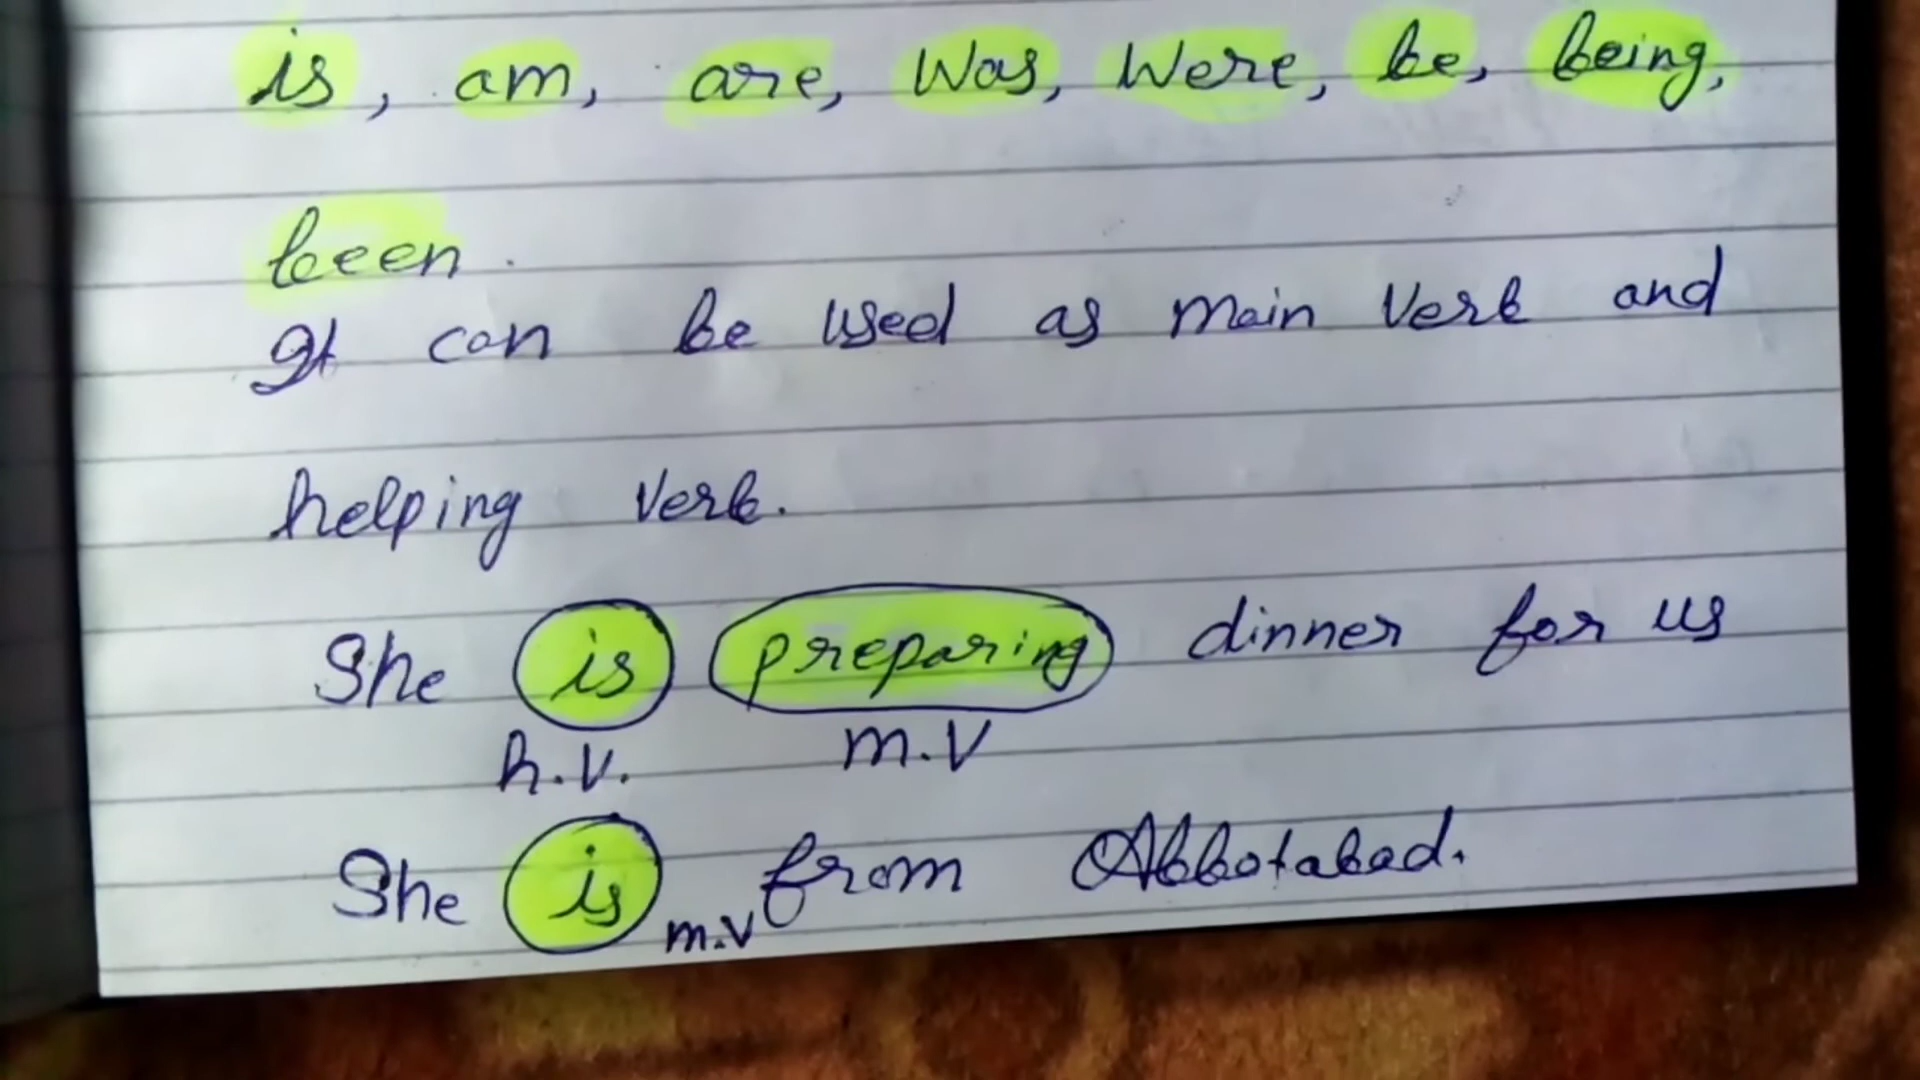 is, am, are, Was, Were, be, being,
been.
It can be used as main Verb and
helping Verb.
She is preparing dinner for us
h.v. m.v
She is m.v from Abbotabad.